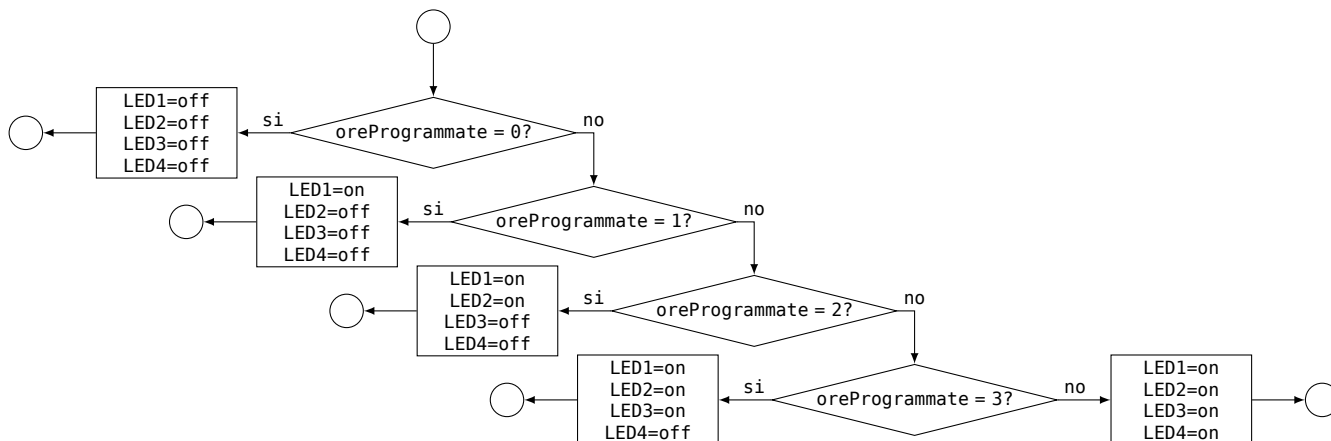 LED1=off
LED2=off
LED3=off
LED4=off
si
oreProgrammate = 0?
no
LED1=on
LED2=off
LED3=off
LED4=off
si
oreProgrammate = 1?
no
LED1=on
LED2=on
LED3=off
LED4=off
si
oreProgrammate = 2?
no
LED1=on
LED2=on
LED3=on
LED4=off
si
oreProgrammate = 3?
no
LED1=on
LED2=on
LED3=on
LED4=on